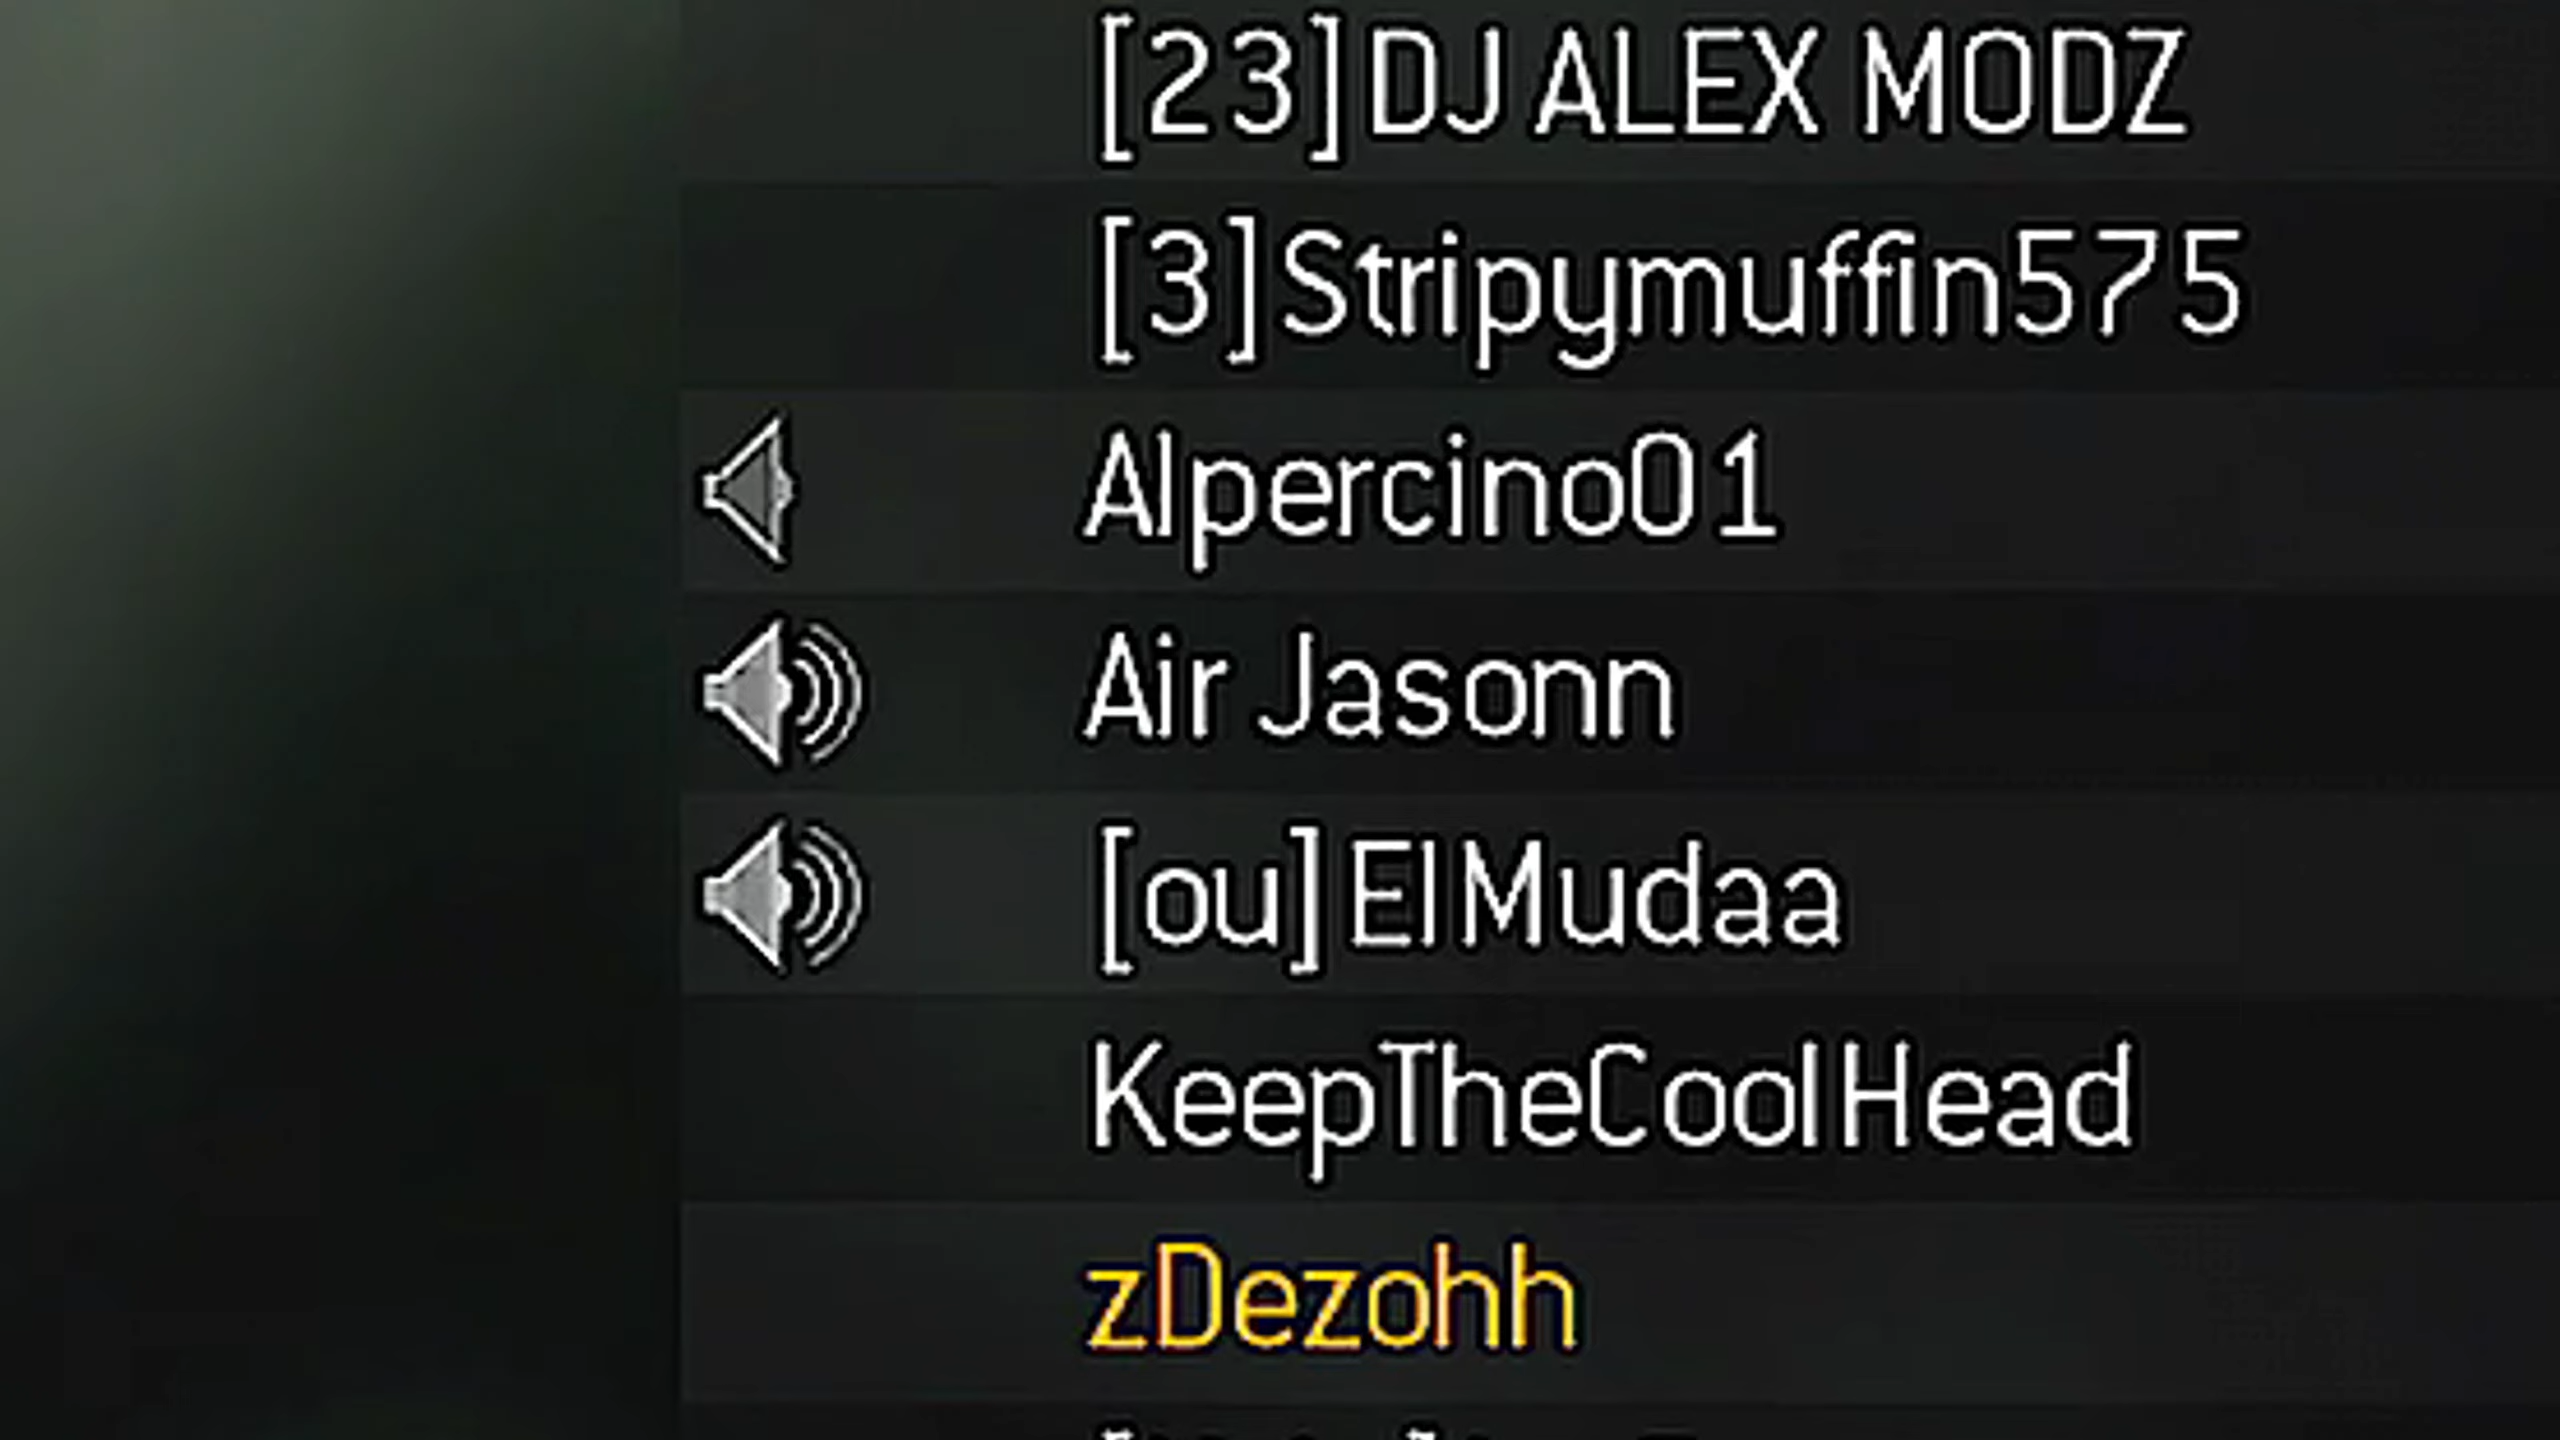 [23]DJ ALEX MODZ
[3]Stripymuffin575
Alpercino01
Air Jasonn
[ou]ElMudaa
KeepTheCoolHead
zDezohh